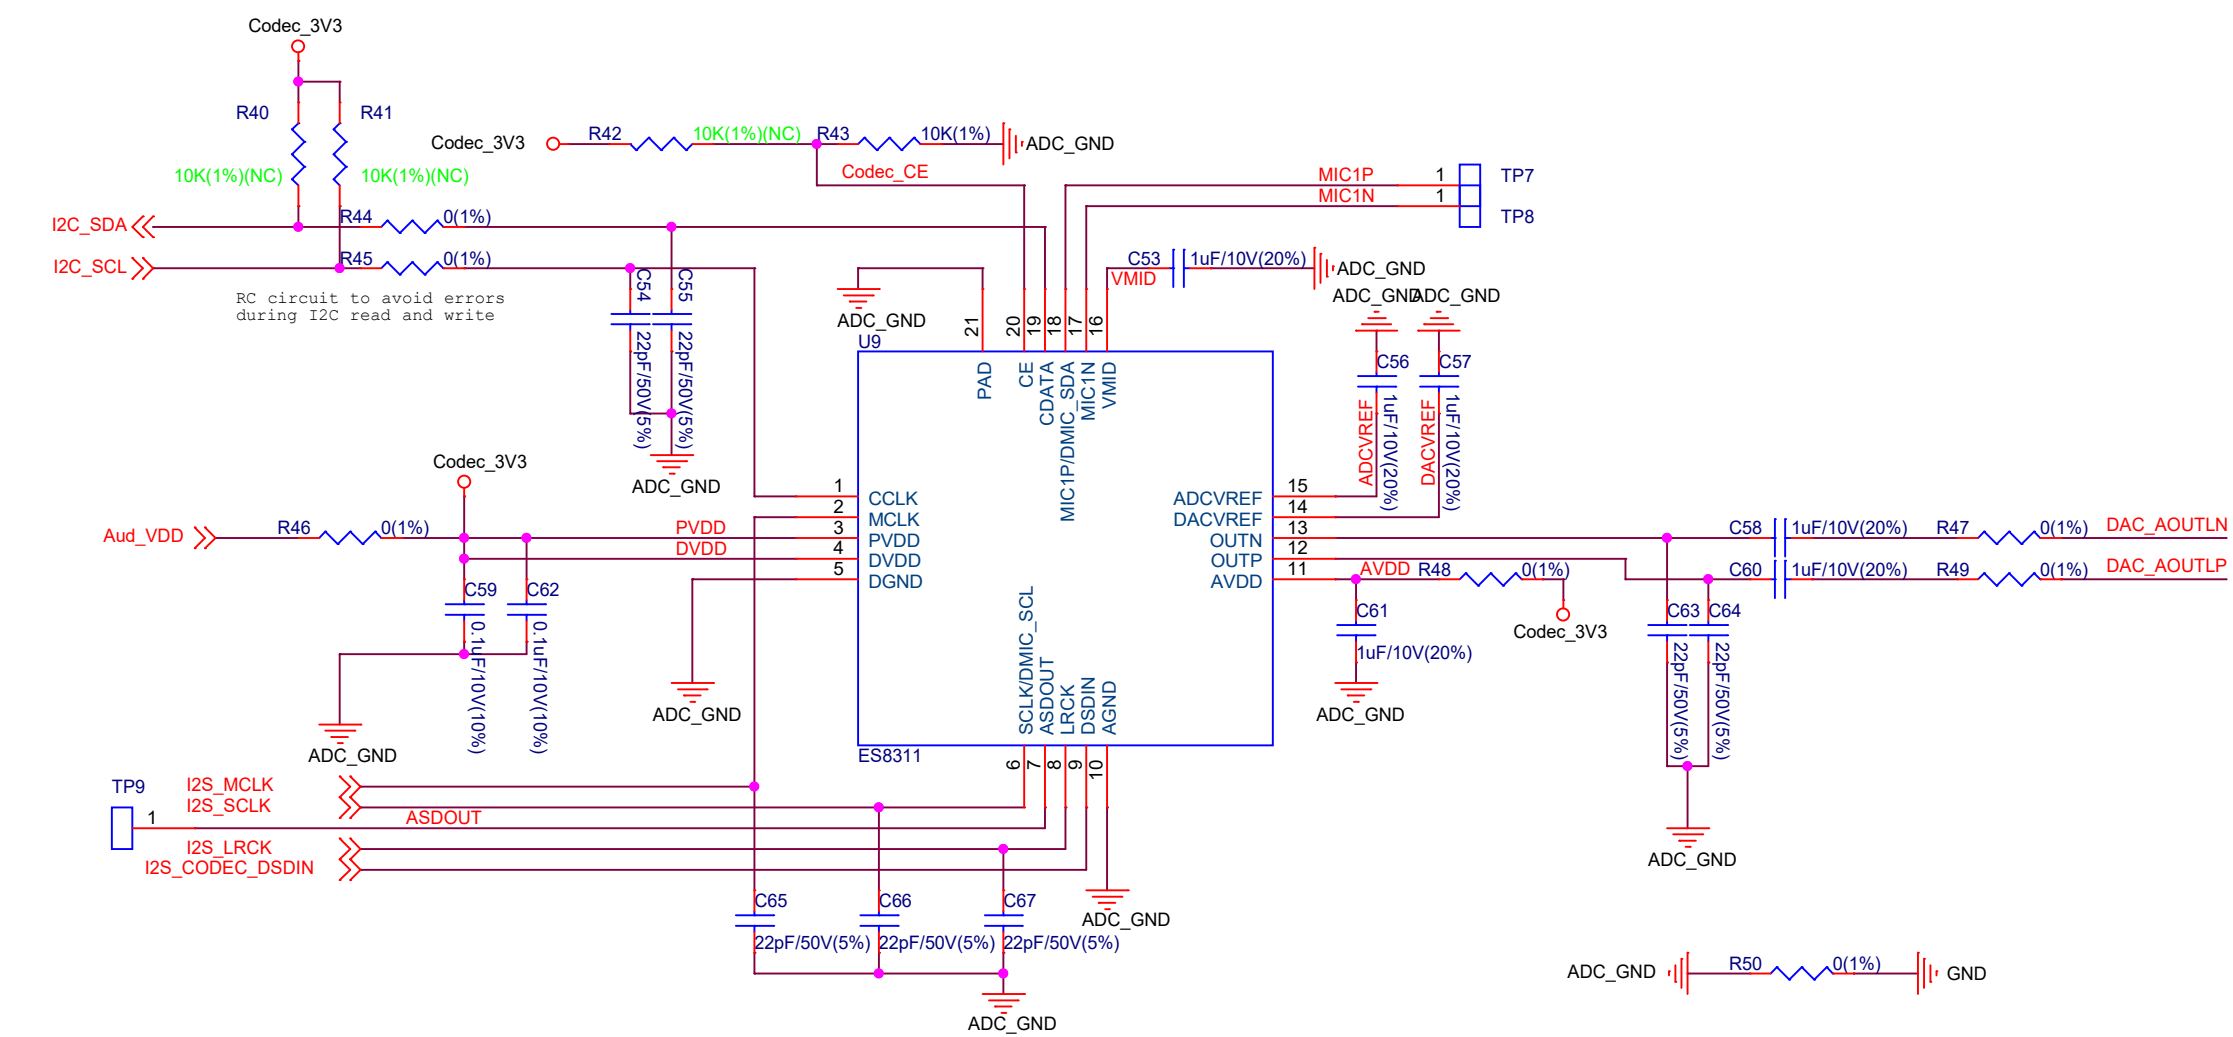 Codec_3V3
R40
R41
10K(1%)(NC)
10K(1%)(NC)
Codec_3V3
R42
10K(1%)(NC)
R43
10K(1%)
ADC_GND
Codec_CE
MIC1P
1
TP7
MIC1N
1
TP8
I2C_SDA
R44
0(1%)
I2C_SCL
R45
0(1%)
RC circuit to avoid errors
during I2C read and write
C54
22pF/50V(5%)
C55
22pF/50V(5%)
ADC_GND
ADC_GND
C53
1uF/10V(20%)
VMID
ADC_GND
ADC_GND
ADC_GND
C56
1uF/10V(20%)
ADCVREF
C57
1uF/10V(20%)
DACVREF
U9
21
20
19
18
17
16
PAD
CE
CDATA
MIC1P/DMIC_SDA
MIC1N
VMID
Codec_3V3
Aud_VDD
R46
0(1%)
PVDD
DVDD
1
CCLK
2
MCLK
3
PVDD
4
DVDD
5
DGND
ADCVREF
15
DACVREF
14
OUTN
13
OUTP
12
AVDD
11
C58
1uF/10V(20%)
R47
0(1%)
DAC_AOUTLN
C60
1uF/10V(20%)
R49
0(1%)
DAC_AOUTLP
AVDD
R48
0(1%)
Codec_3V3
C61
1uF/10V(20%)
ADC_GND
C63
22pF/50V(5%)
C64
22pF/50V(5%)
ADC_GND
C59
0.1uF/10V(10%)
C62
0.1uF/10V(10%)
ADC_GND
ADC_GND
SCLK/DMIC_SCL
ASDOUT
LRCK
DSDIN
AGND
ES8311
6
7
8
9
10
TP9
1
I2S_MCLK
I2S_SCLK
ASDOUT
I2S_LRCK
I2S_CODEC_DSDIN
C65
22pF/50V(5%)
C66
22pF/50V(5%)
C67
22pF/50V(5%)
ADC_GND
ADC_GND
ADC_GND
R50
0(1%)
GND